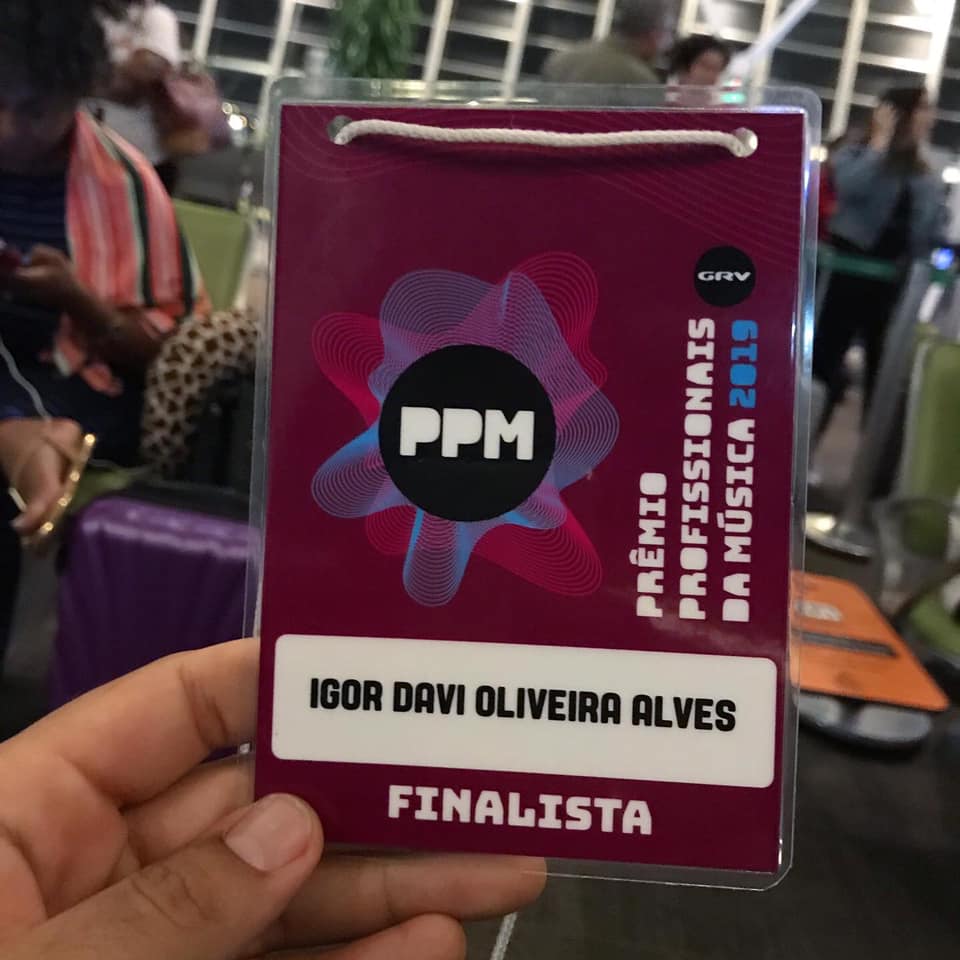 GRV
PPM
PRÊMIO
PROFISSIONAIS
DA MÚSICA 2019
IGOR DAVI OLIVEIRA ALVES
FINALISTA